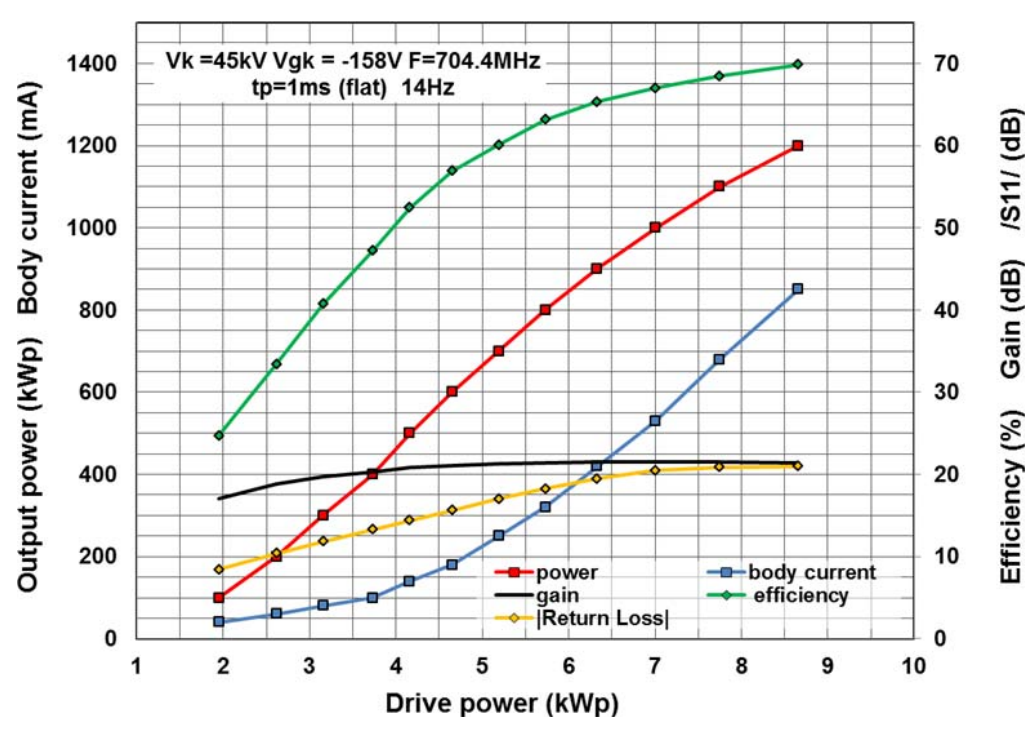 Vk =45kV Vgk = -158V F=704.4MHz
tp=1ms (flat) 14Hz
Output power (kWp) Body current (mA)
1400
1200
1000
800
600
400
200
0
70
60
50
40
30
20
10
0
Efficiency (%) Gain (dB) /S11/ (dB)
power
body current
gain
efficiency
|Return Loss|
1 2 3 4 5 6 7 8 9 10
Drive power (kWp)